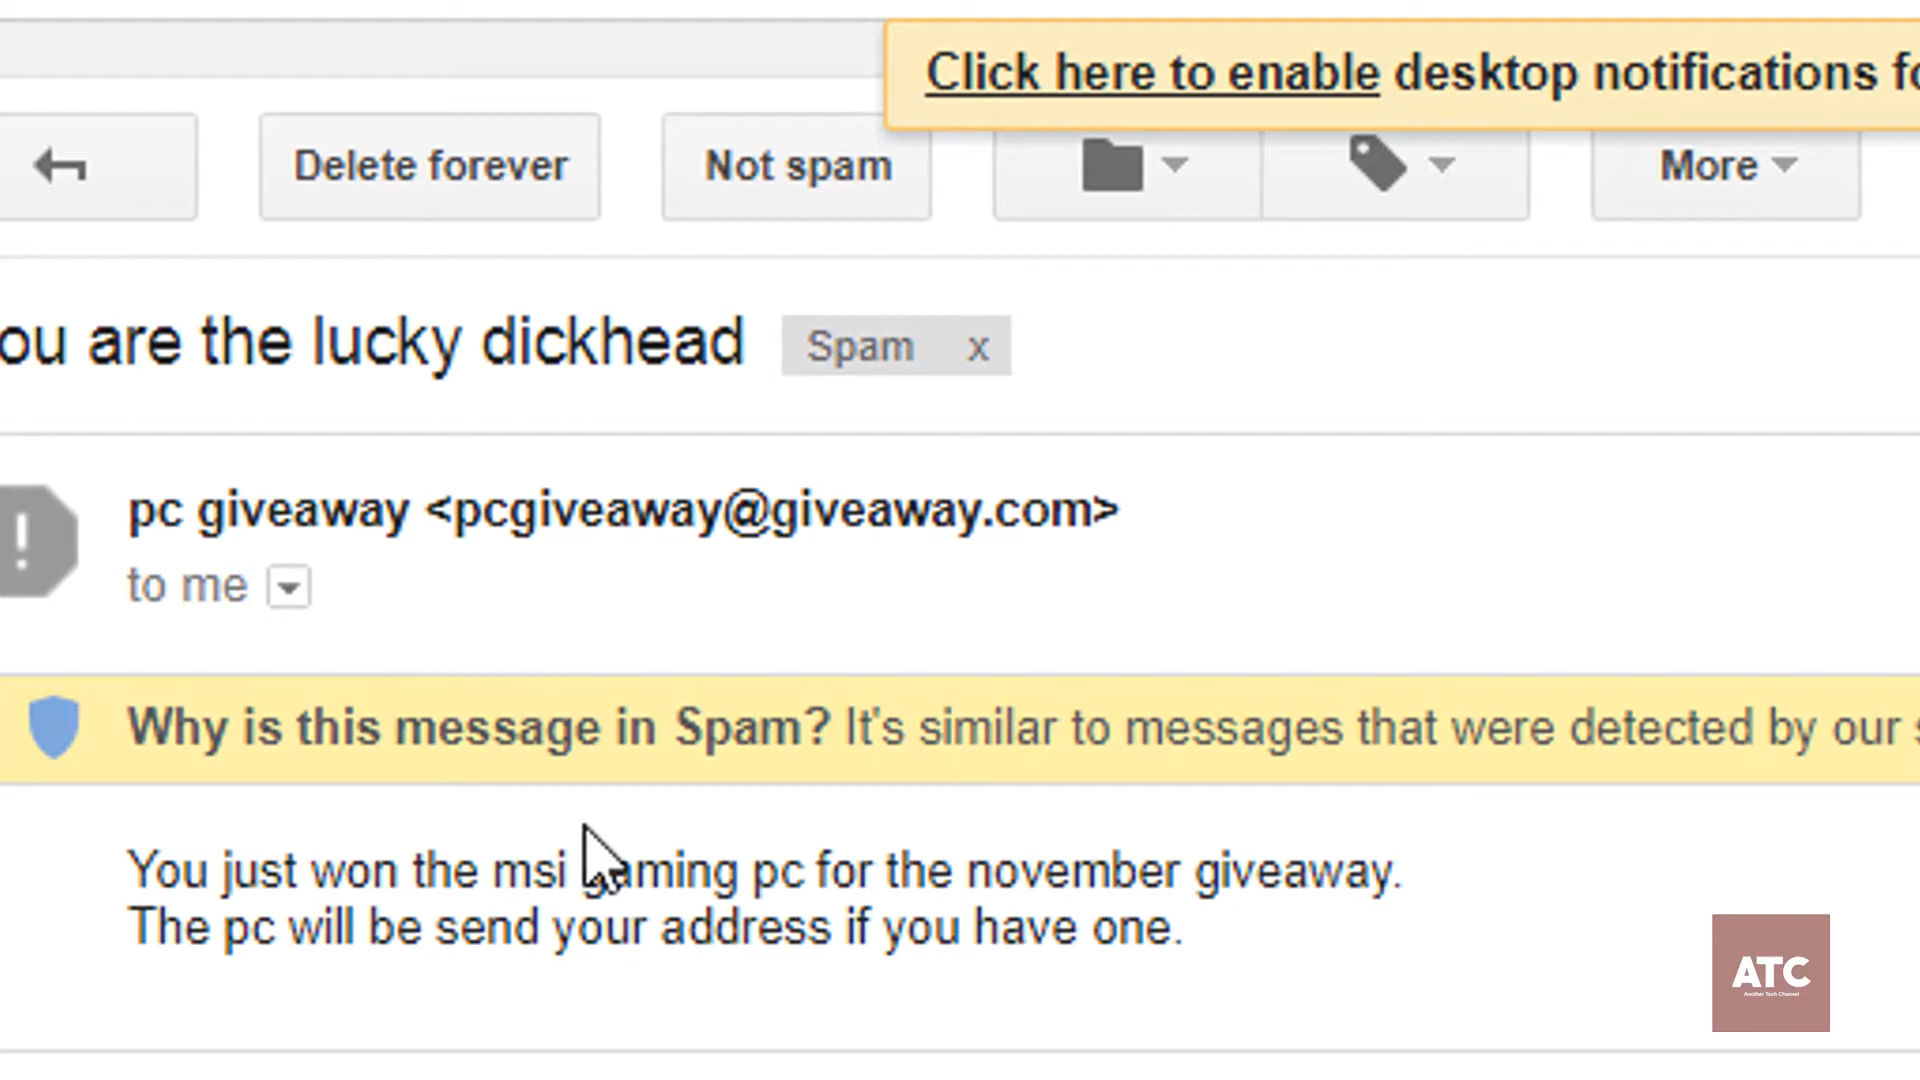 Click here to enable desktop notifications fo
Delete forever
Not spam
More
ou are the lucky dickhead
Spam x
pc giveaway <pcgiveaway@giveaway.com>
to me
Why is this message in Spam? It's similar to messages that were detected by our s
You just won the msi gaming pc for the november giveaway.
The pc will be send your address if you have one.
ATC
Another Tech Channel